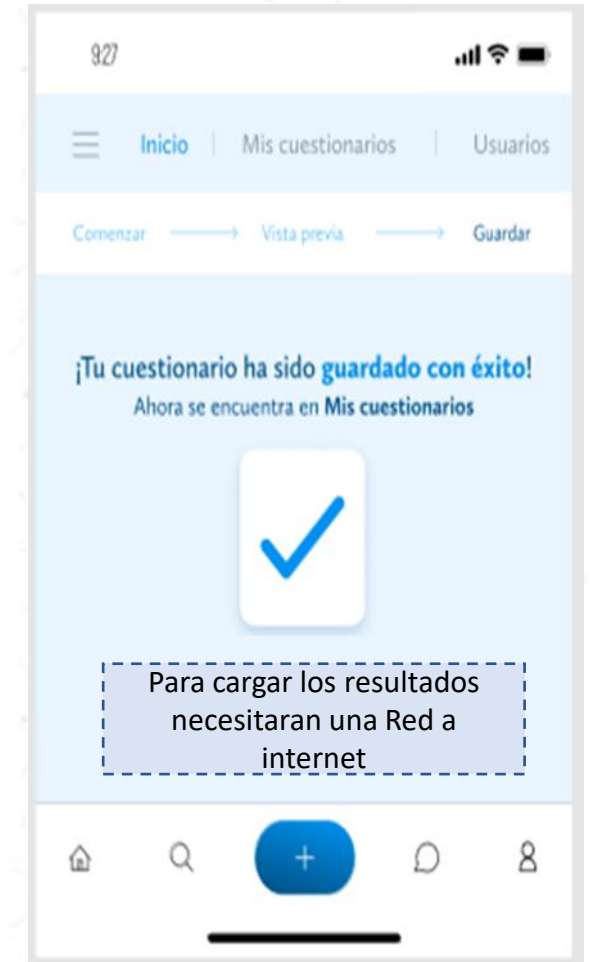 9:27
Inicio | Mis cuestionarios | Usuarios
Comenzar → Vista previa → Guardar
¡Tu cuestionario ha sido guardado con éxito!
Ahora se encuentra en Mis cuestionarios
Para cargar los resultados
necesitaran una Red a
internet